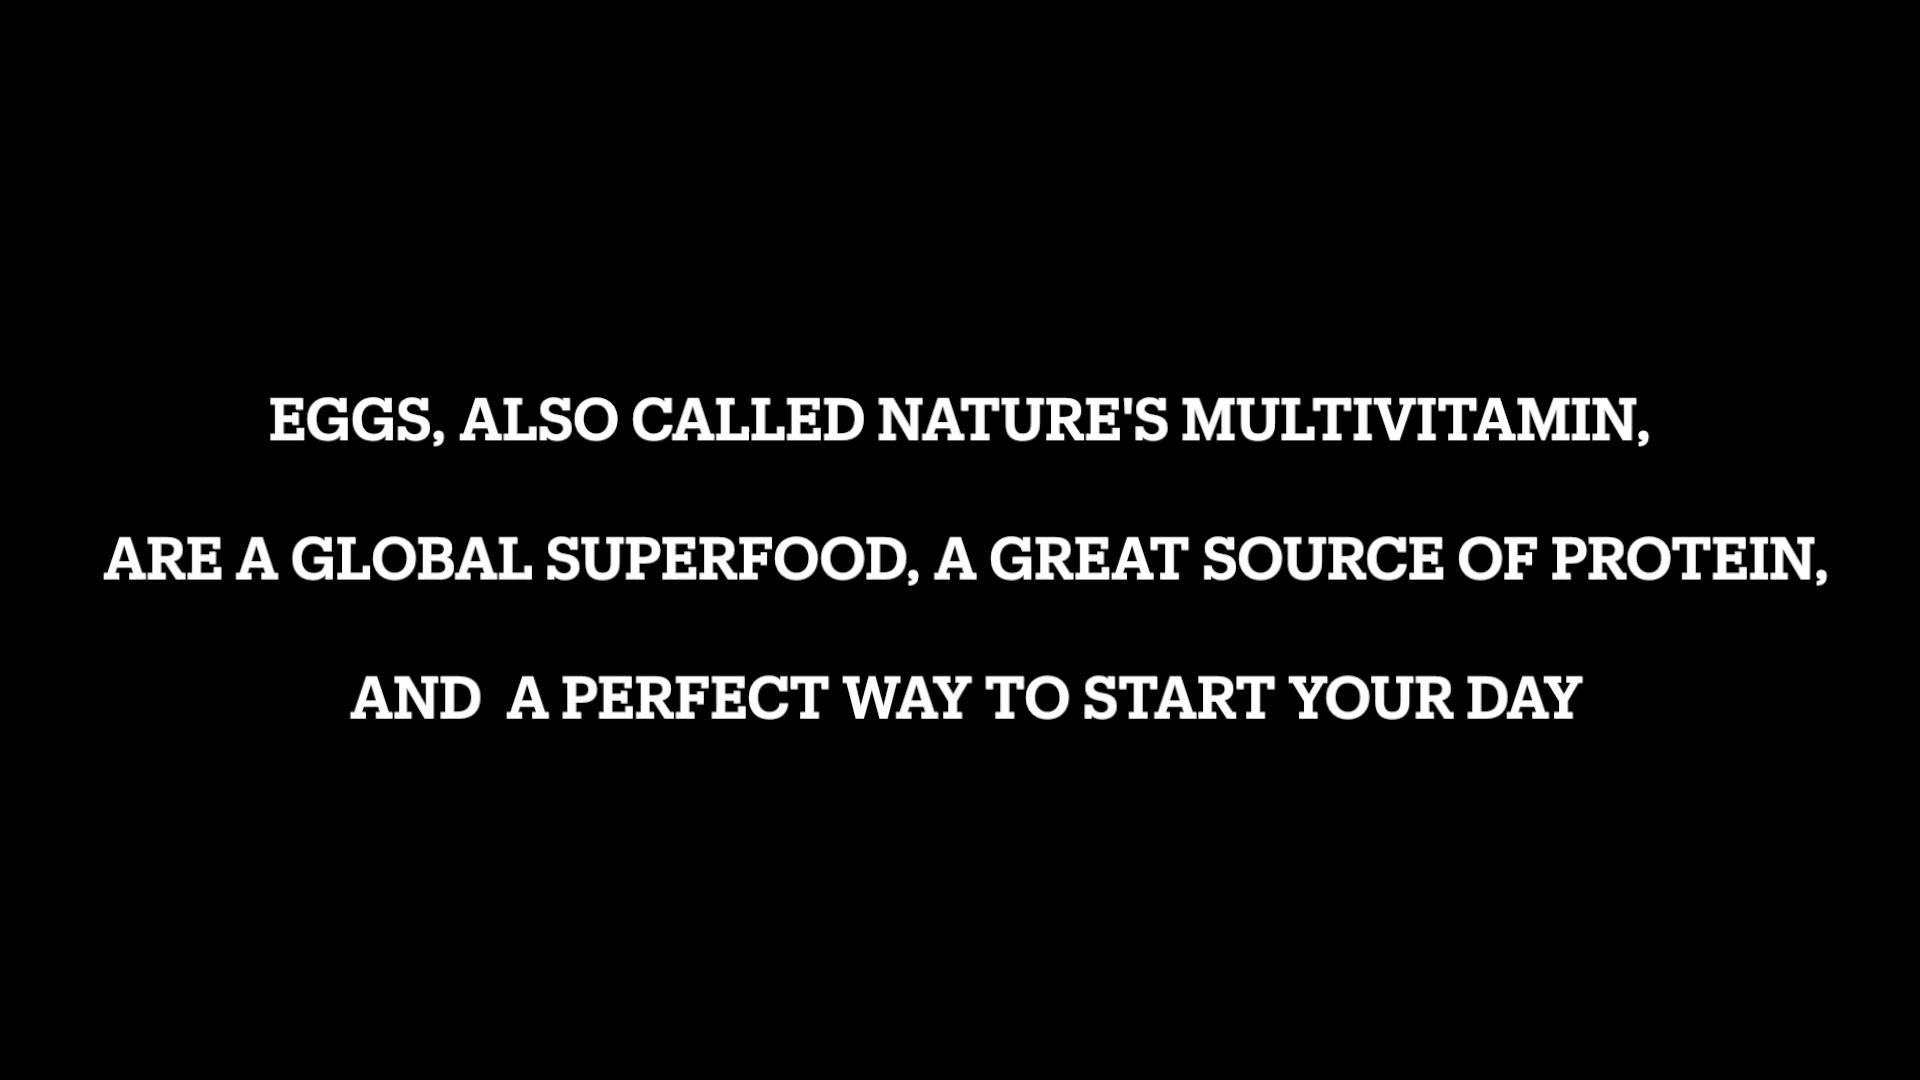 EGGS, ALSO CALLED NATURE'S MULTIVITAMIN,
ARE A GLOBAL SUPERFOOD, A GREAT SOURCE OF PROTEIN,
AND  A PERFECT WAY TO START YOUR DAY